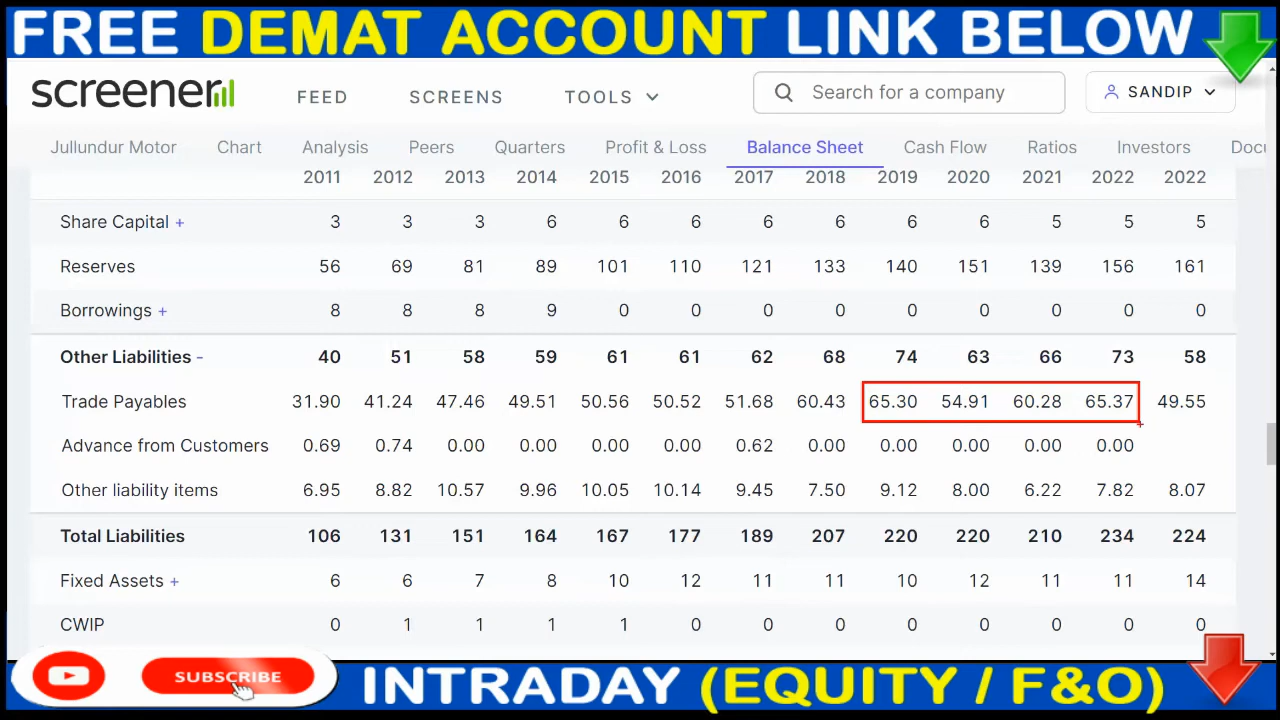 FREE DEMAT ACCOUNT LINK BELOW
screener FEED SCREENS TOOLS Search for a company SANDIP
Jullundur Motor Chart Analysis Peers Quarters Profit & Loss Balance Sheet Cash Flow Ratios Investors Docu
2011 2012 2013 2014 2015 2016 2017 2018 2019 2020 2021 2022 2022
Share Capital + 3 3 3 6 6 6 6 6 6 6 5 5 5
Reserves 56 69 81 89 101 110 121 133 140 151 139 156 161
Borrowings + 8 8 8 9 0 0 0 0 0 0 0 0 0
Other Liabilities - 40 51 58 59 61 61 62 68 74 63 66 73 58
Trade Payables 31.90 41.24 47.46 49.51 50.56 50.52 51.68 60.43 65.30 54.91 60.28 65.37 49.55
Advance from Customers 0.69 0.74 0.00 0.00 0.00 0.00 0.62 0.00 0.00 0.00 0.00 0.00
Other liability items 6.95 8.82 10.57 9.96 10.05 10.14 9.45 7.50 9.12 8.00 6.22 7.82 8.07
Total Liabilities 106 131 151 164 167 177 189 207 220 220 210 234 224
Fixed Assets + 6 6 7 8 10 12 11 11 10 12 11 11 14
CWIP 0 1 1 1 1 0 0 0 0 0 0 0 0
SUBSCRIBE INTRADAY (EQUITY / F&O)